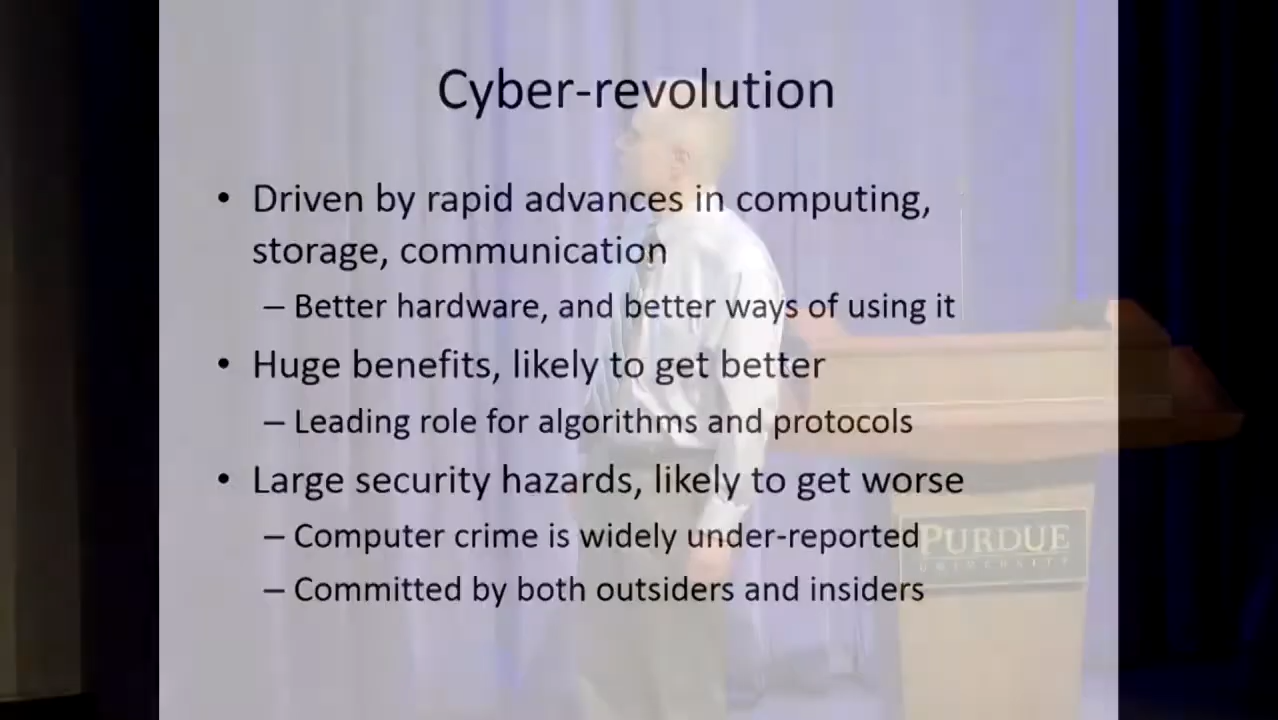 Cyber-revolution
• Driven by rapid advances in computing,
storage, communication
– Better hardware, and better ways of using it
• Huge benefits, likely to get better
– Leading role for algorithms and protocols
• Large security hazards, likely to get worse
– Computer crime is widely under-reported
– Committed by both outsiders and insiders
PURDUE
UNIVERSITY